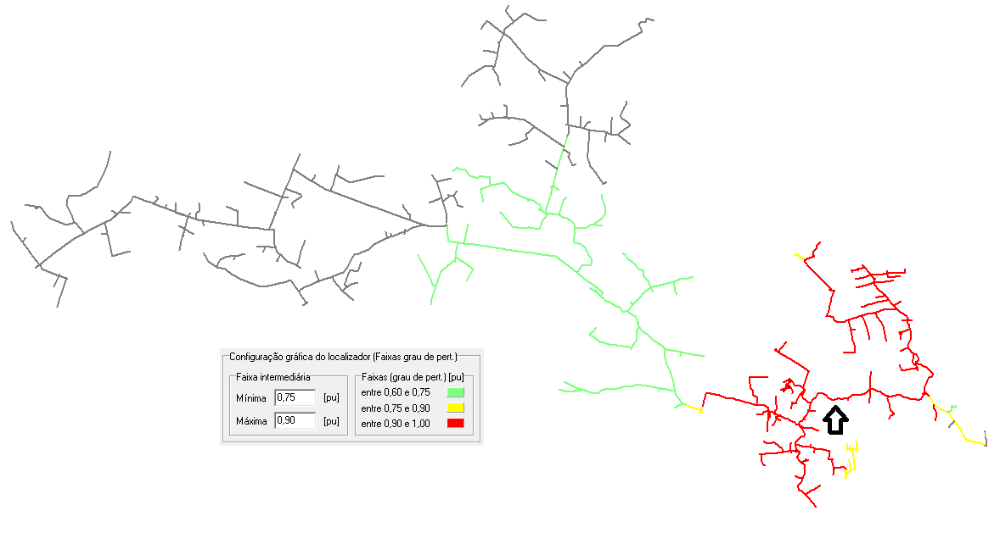 Configuração gráfica do localizador (Faixas grau de pert.)
Faixa intermediária
Mínima 0,75 [pu]
Máxima 0,90 [pu]
Faixas (grau de pert.) [pu]
entre 0,60 e 0,75
entre 0,75 e 0,90
entre 0,90 e 1,00